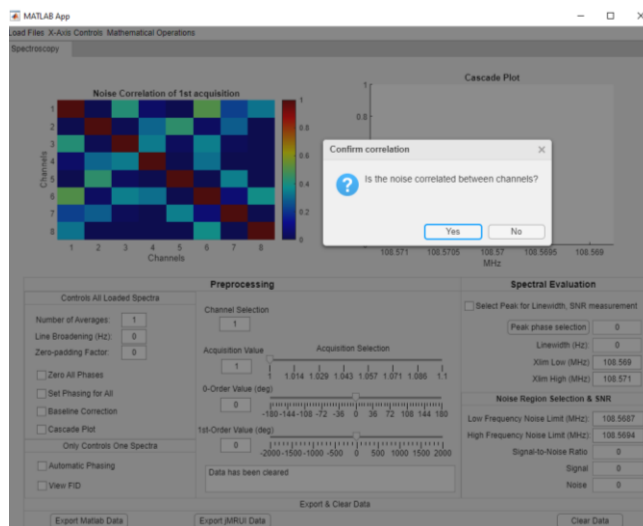 MATLAB App
Load Files X-Axis Controls Mathematical Operations
Spectroscopy
Noise Correlation of 1st acquisition
1
2
3
4
5
6
7
8
Channels
1 2 3 4 5 6 7 8
Channels
1
0.8
0.6
0.4
0.2
0
Cascade Plot
1
0.8
0
108.571 108.5705 108.57 108.5695 108.569
MHz
Confirm correlation
Is the noise correlated between channels?
Yes No
Preprocessing
Controls All Loaded Spectra
Number of Averages: 1
Line Broadening (Hz): 0
Zero-padding Factor: 0
Zero All Phases
Set Phasing for All
Baseline Correction
Cascade Plot
Only Controls One Spectra
Automatic Phasing
View FID
Channel Selection
1
Acquisition Value Acquisition Selection
1
1 1.014 1.029 1.043 1.057 1.071 1.086 1.1
0-Order Value (deg)
0
-180 -144 -108 -72 -36 0 36 72 108 144 180
1st-Order Value (deg)
0
-2000 -1500 -1000 -500 0 500 1000 1500 2000
Data has been cleared
Spectral Evaluation
Select Peak for Linewidth, SNR measurement
Peak phase selection 0
Linewidth (Hz) 0
Xlim Low (MHz) 108.569
Xlim High (MHz) 108.571
Noise Region Selection & SNR
Low Frequency Noise Limit (MHz): 108.5687
High Frequency Noise Limit (MHz): 108.5694
Signal-to-Noise Ratio 0
Signal 0
Noise 0
Export & Clear Data
Export Matlab Data Export jMRUI Data Clear Data